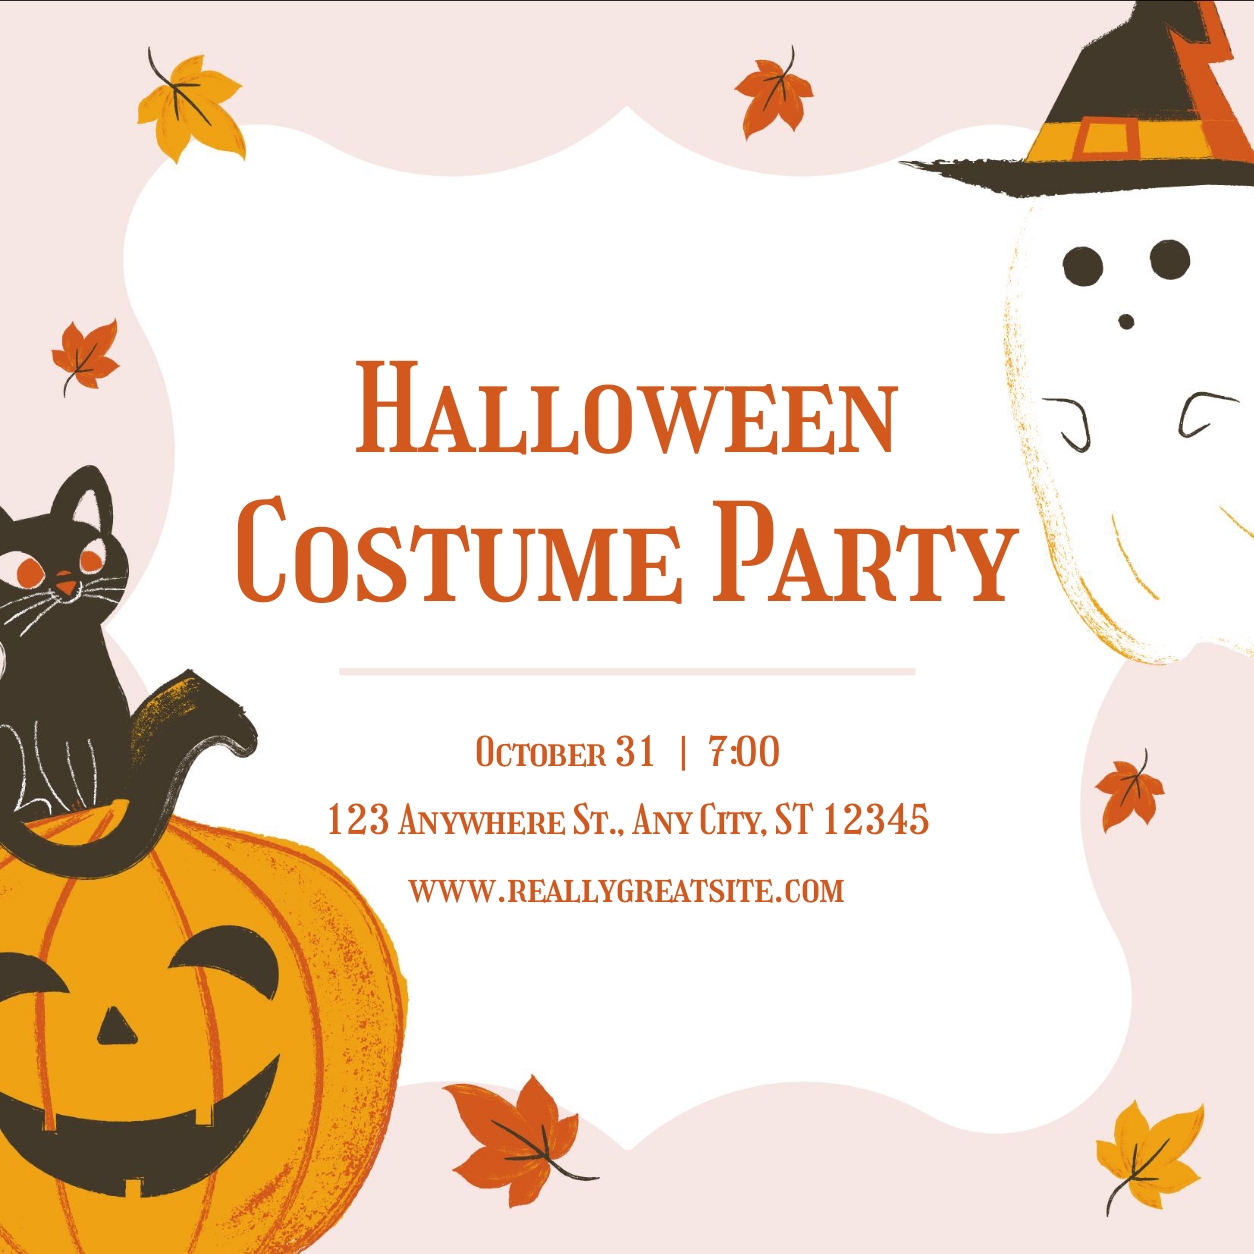 Halloween
Costume Party
October 31 | 7:00
123 Anywhere St., Any City, ST 12345
www.reallygreatsite.com